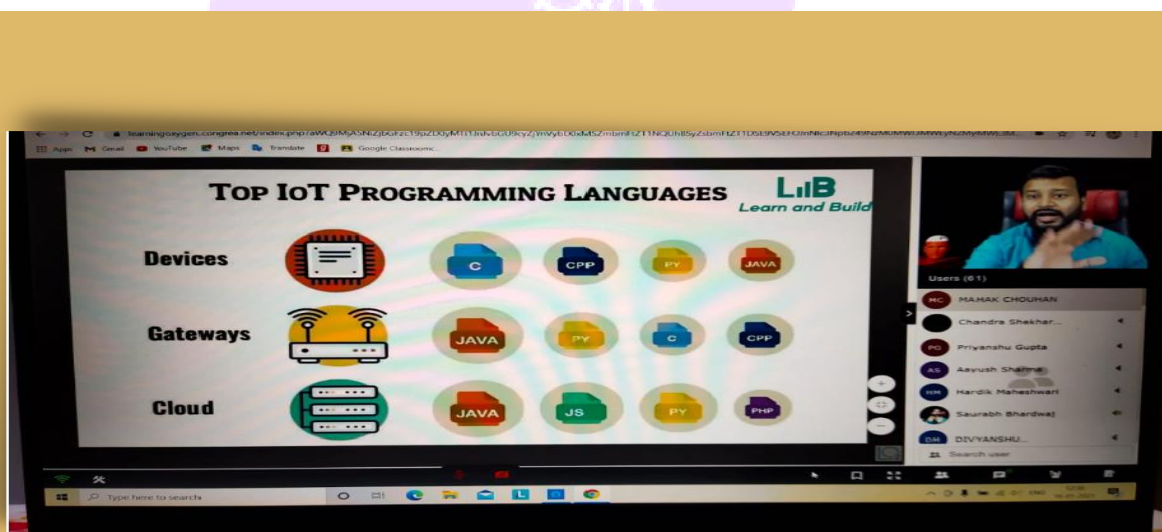 Apps Gmail YouTube Maps Translate Google Classroom...
TOP IOT PROGRAMMING LANGUAGES
LIIB
Learn and Build
Devices
C CPP PY JAVA
Gateways
JAVA PY C CPP
Cloud
JAVA JS PY PHP
Users (61)
MC MAHAK CHOUHAN
Chandra Shekhar...
PG Priyanshu Gupta
AS Aayush Sharma
HM Hardik Maheshwari
Saurabh Bhardwaj
DM DIVYANSHU...
Search user
Type here to search
ENG